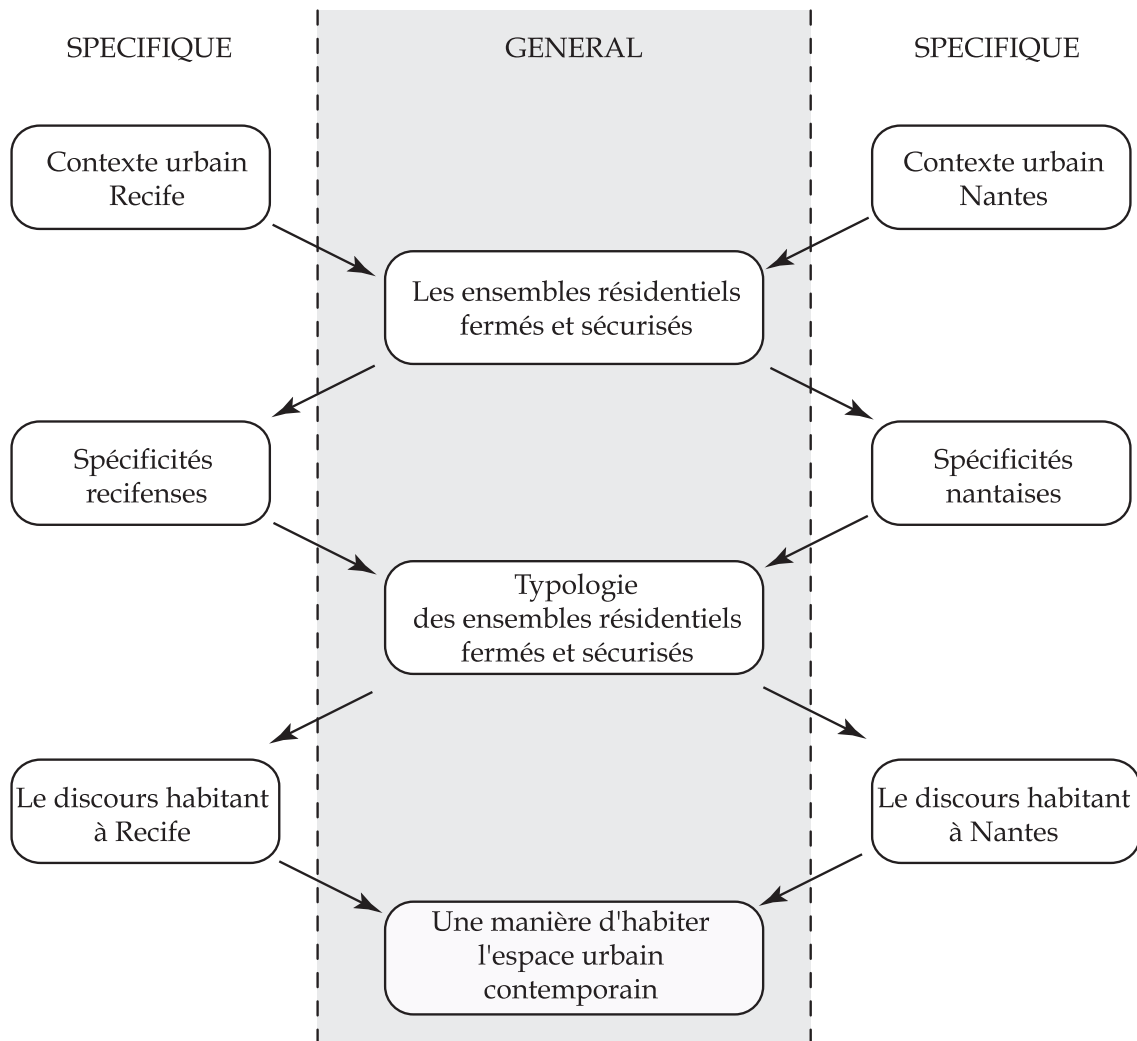 SPECIFIQUE
GENERAL
SPECIFIQUE
Contexte urbain
Recife
Contexte urbain
Nantes
Les ensembles résidentiels
fermés et sécurisés
Spécificités
recifenses
Spécificités
nantaises
Typologie
des ensembles résidentiels
fermés et sécurisés
Le discours habitant
à Recife
Le discours habitant
à Nantes
Une manière d'habiter
l'espace urbain
contemporain